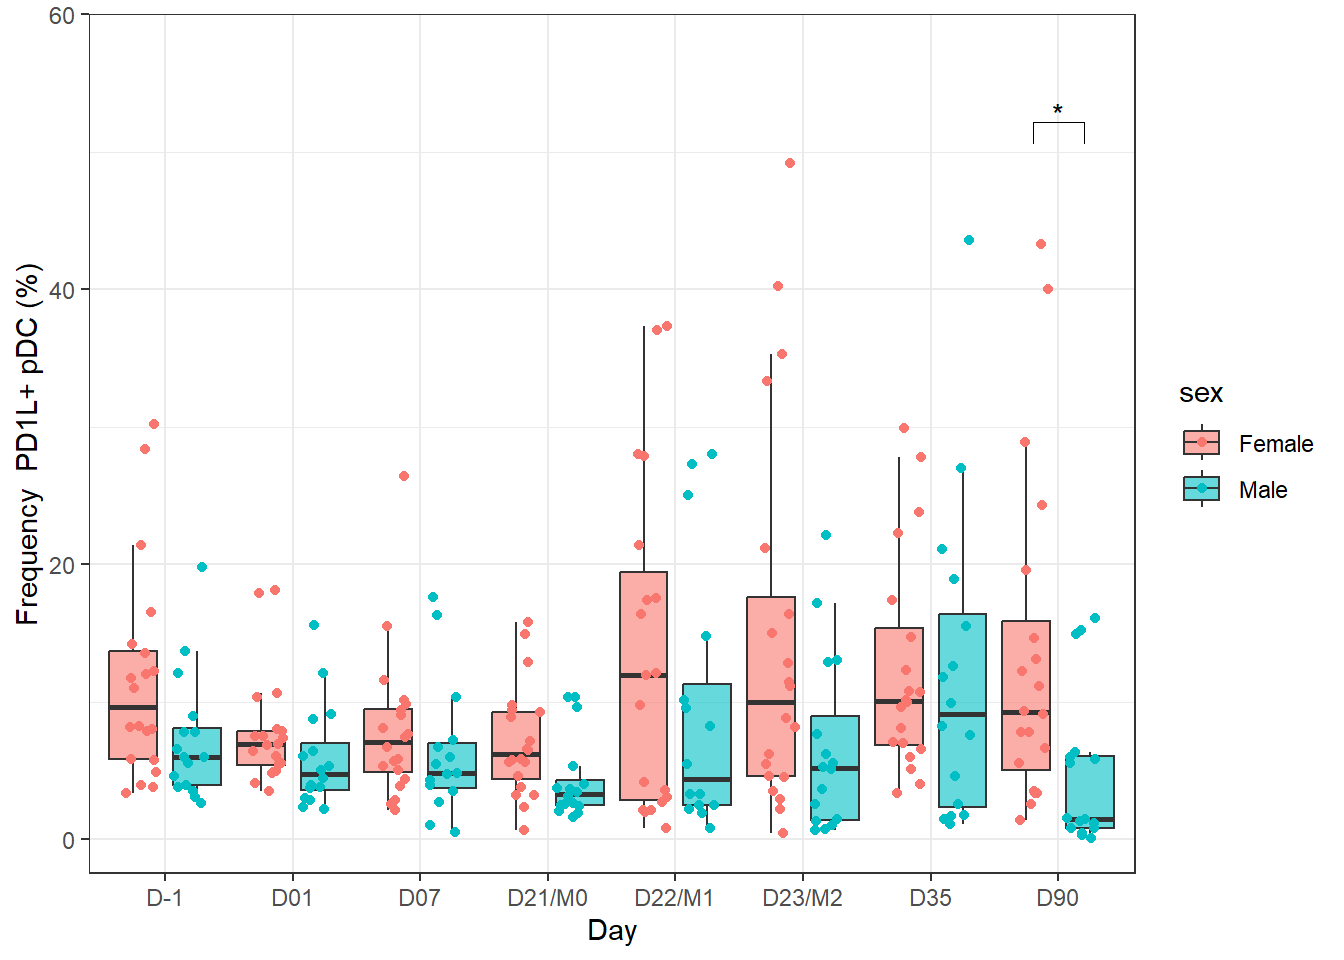 60
40
20
0
Frequency  PD1L+ pDC (%)
*
D-1
D01
D07
D21/M0
D22/M1
D23/M2
D35
D90
Day
sex
Female
Male